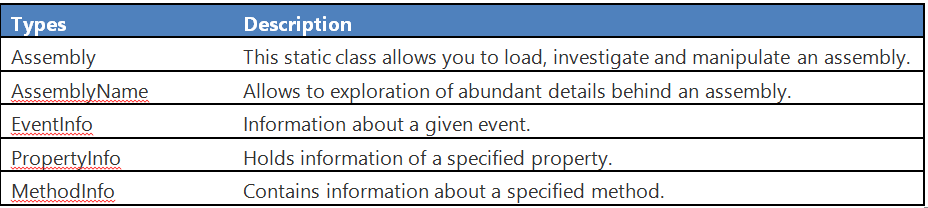 Types Description
Assembly This static class allows you to load, investigate and manipulate an assembly.
AssemblyName Allows to exploration of abundant details behind an assembly.
EventInfo Information about a given event.
PropertyInfo Holds information of a specified property.
MethodInfo Contains information about a specified method.